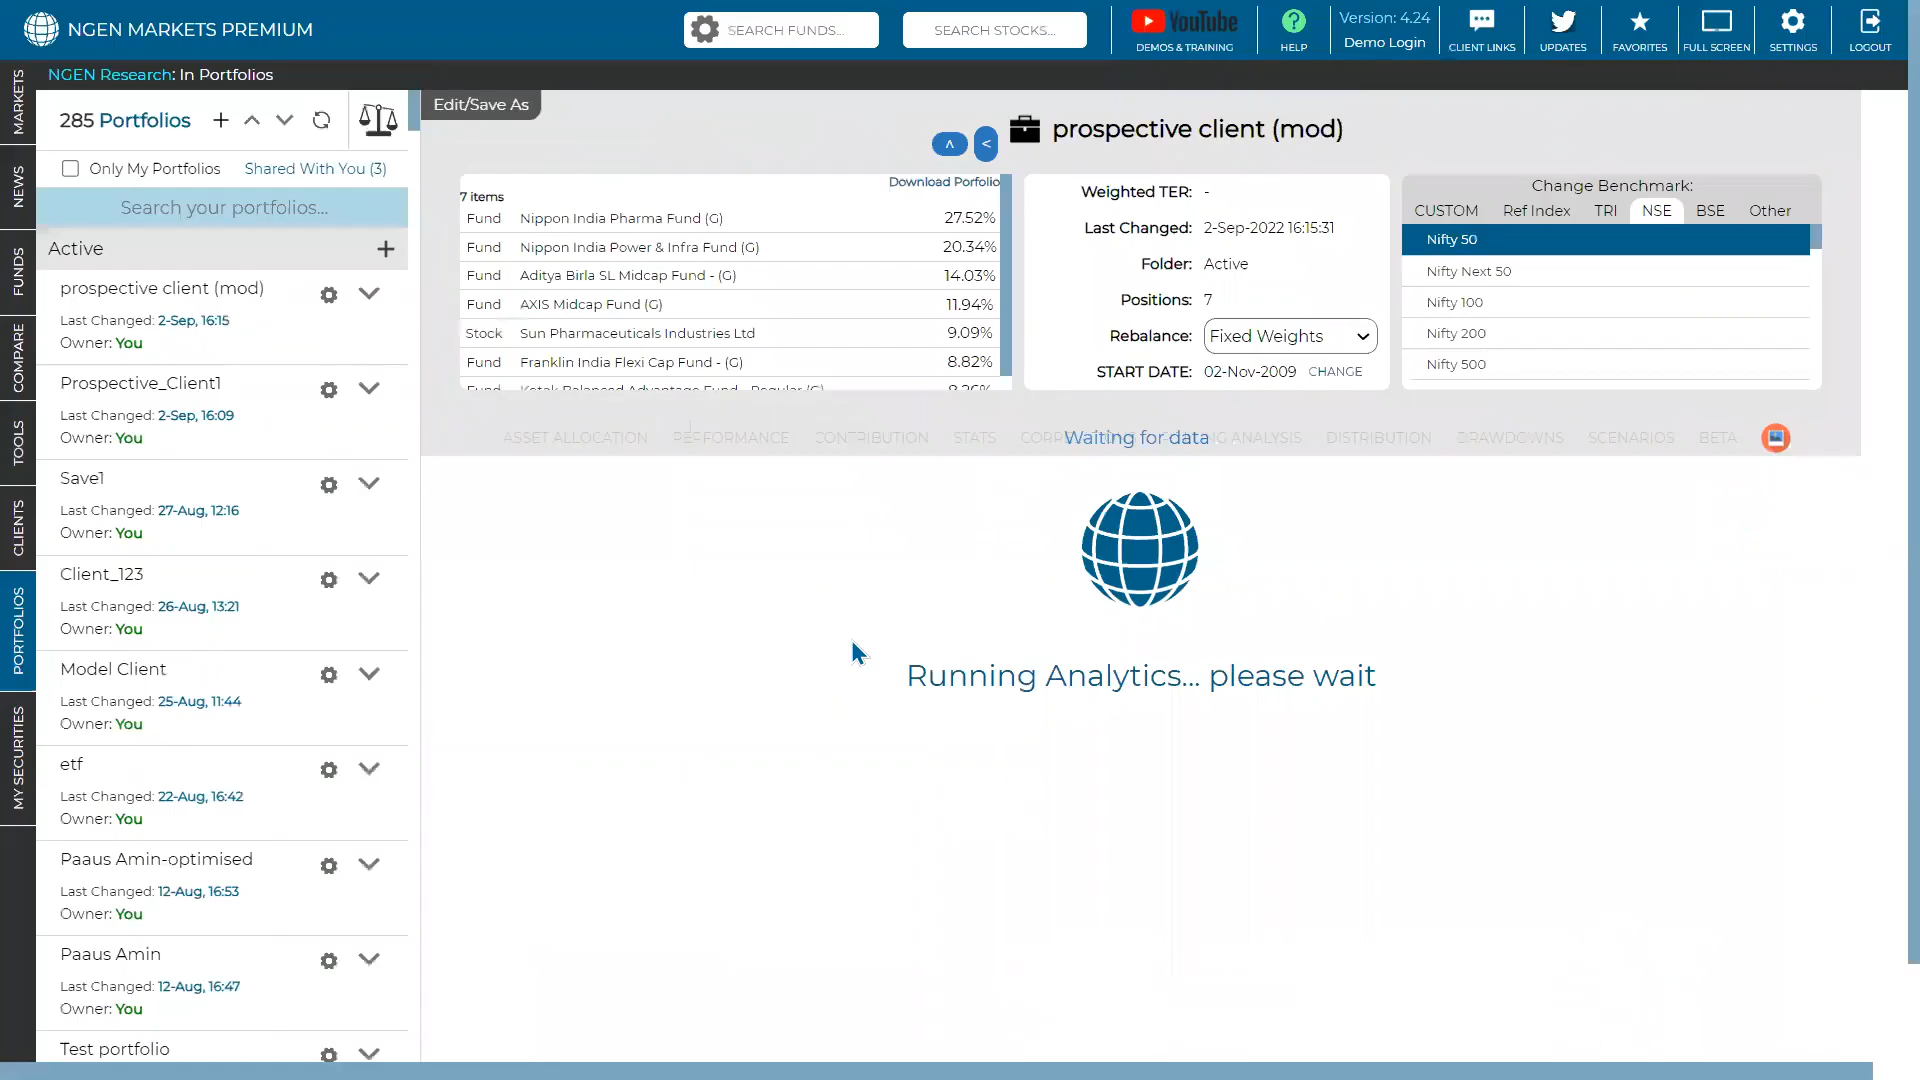 NGEN MARKETS PREMIUM
SEARCH FUNDS...
SEARCH STOCKS...
YouTube
DEMOS & TRAINING
HELP
Version: 4.24
Demo Login
CLIENT LINKS
UPDATES
FAVORITES
FULL SCREEN
SETTINGS
LOGOUT
NGEN Research: In Portfolios
MARKETS
NEWS
FUNDS
COMPARE
TOOLS
CLIENTS
PORTFOLIOS
MY SECURITIES
285 Portfolios
Only My Portfolios
Shared With You (3)
Search your portfolios...
Active
prospective client (mod)
Last Changed: 2-Sep, 16:15
Owner: You
Prospective_Client1
Last Changed: 2-Sep, 16:09
Owner: You
Save1
Last Changed: 27-Aug, 12:16
Owner: You
Client_123
Last Changed: 26-Aug, 13:21
Owner: You
Model Client
Last Changed: 25-Aug, 11:44
Owner: You
etf
Last Changed: 22-Aug, 16:42
Owner: You
Paaus Amin-optimised
Last Changed: 12-Aug, 16:53
Owner: You
Paaus Amin
Last Changed: 12-Aug, 16:47
Owner: You
Test portfolio
Edit/Save As
prospective client (mod)
Download Porfolio
7 items
Fund Nippon India Pharma Fund (G) 27.52%
Fund Nippon India Power & Infra Fund (G) 20.34%
Fund Aditya Birla SL Midcap Fund - (G) 14.03%
Fund AXIS Midcap Fund (G) 11.94%
Stock Sun Pharmaceuticals Industries Ltd 9.09%
Fund Franklin India Flexi Cap Fund - (G) 8.82%
Fund Kotak Balanced Advantage Fund - Regular (G) 8.26%
Weighted TER: -
Last Changed: 2-Sep-2022 16:15:31
Folder: Active
Positions: 7
Rebalance: Fixed Weights
START DATE: 02-Nov-2009 CHANGE
Change Benchmark:
CUSTOM Ref Index TRI NSE BSE Other
Nifty 50
Nifty Next 50
Nifty 100
Nifty 200
Nifty 500
ASSET ALLOCATION PERFORMANCE CONTRIBUTION STATS
Waiting for data
ANALYSIS DISTRIBUTION DRAWDOWNS SCENARIOS BETA
Running Analytics... please wait